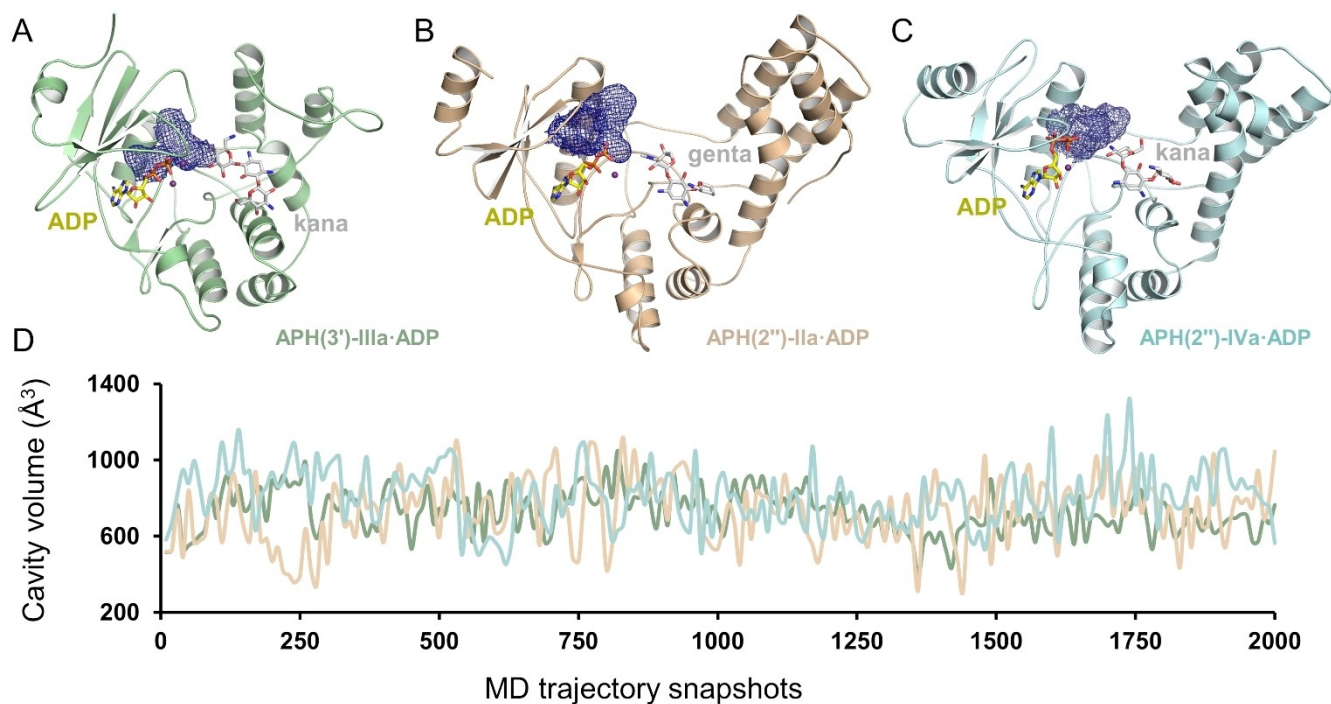 A
B
C
ADP
kana
APH(3')-IIIa·ADP
ADP
genta
APH(2'')-IIa·ADP
ADP
kana
APH(2'')-IVa·ADP
D
Cavity volume (Å³)
1400
1000
600
200
0 250 500 750 1000 1250 1500 1750 2000
MD trajectory snapshots